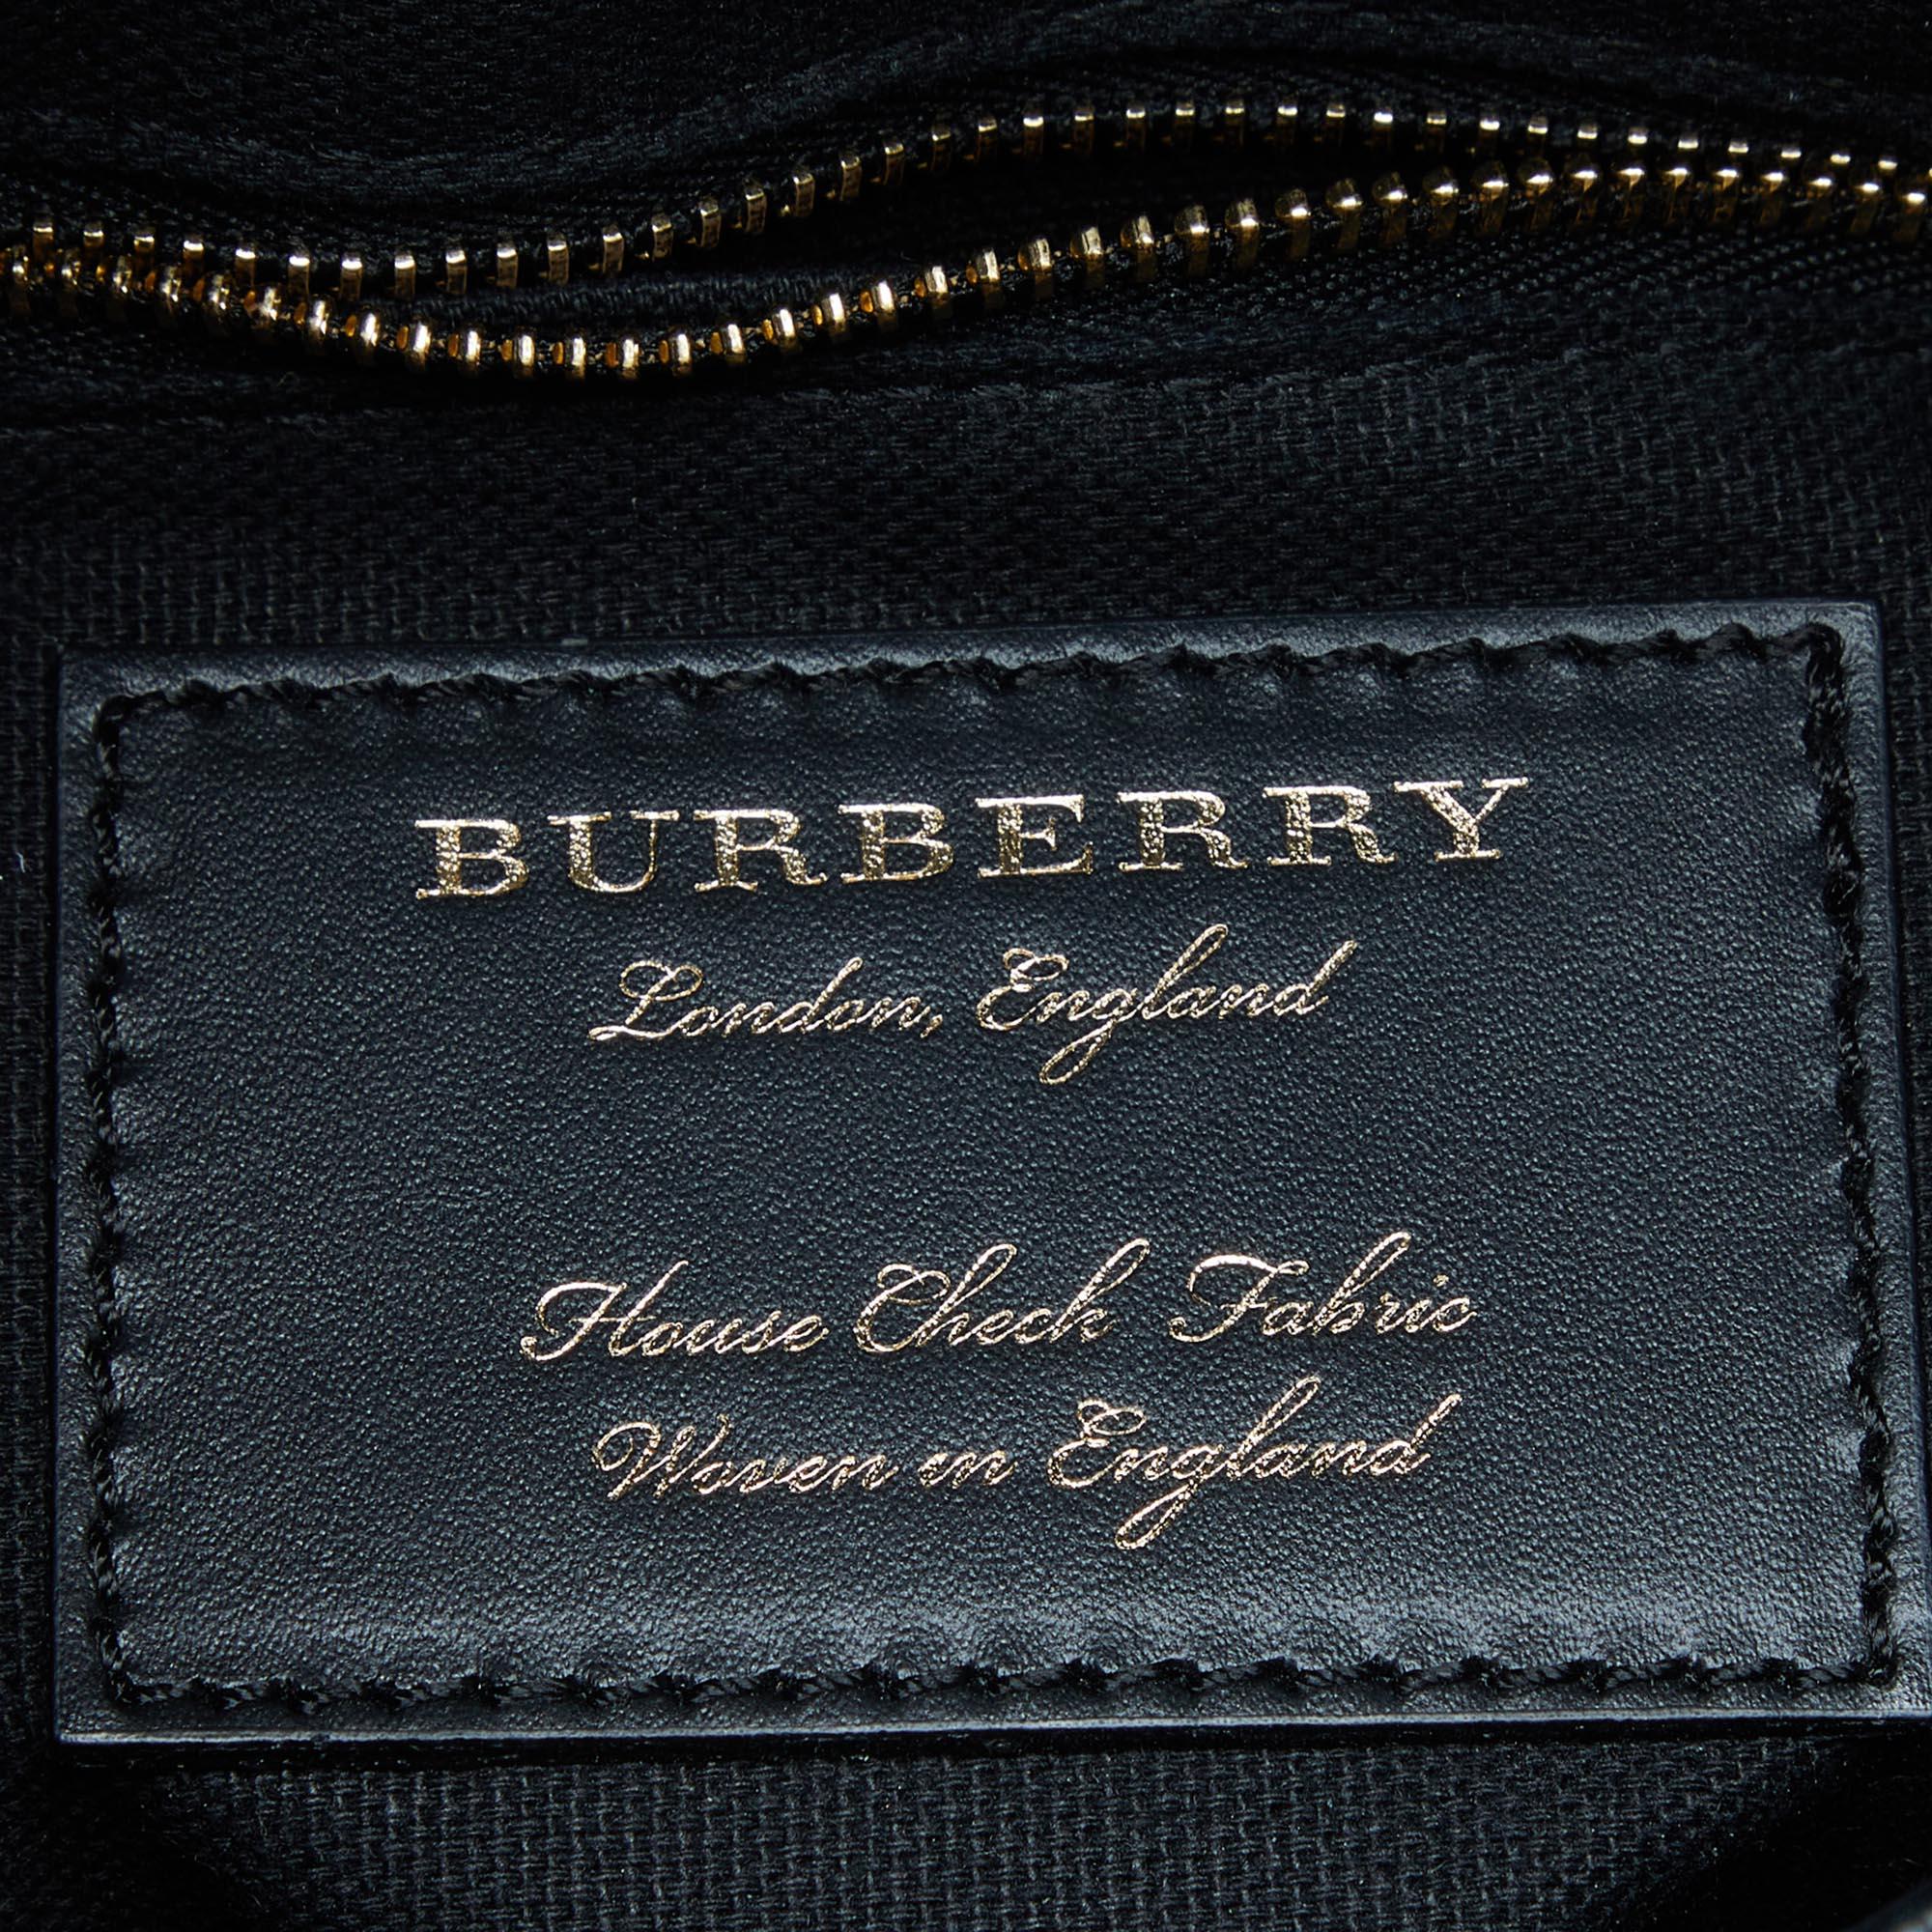 BURBERRY
London, England
House Check Fabric
Woven in England